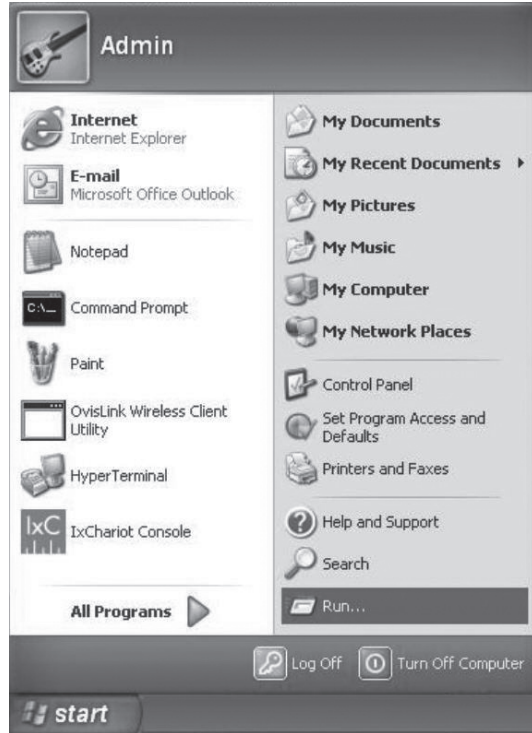 Admin
Internet
Internet Explorer
E-mail
Microsoft Office Outlook
Notepad
C:\_
Command Prompt
Paint
OvisLink Wireless Client
Utility
HyperTerminal
IxC
IxChariot Console
All Programs
My Documents
My Recent Documents
My Pictures
My Music
My Computer
My Network Places
Control Panel
Set Program Access and
Defaults
Printers and Faxes
Help and Support
Search
Run...
Log Off
Turn Off Computer
start